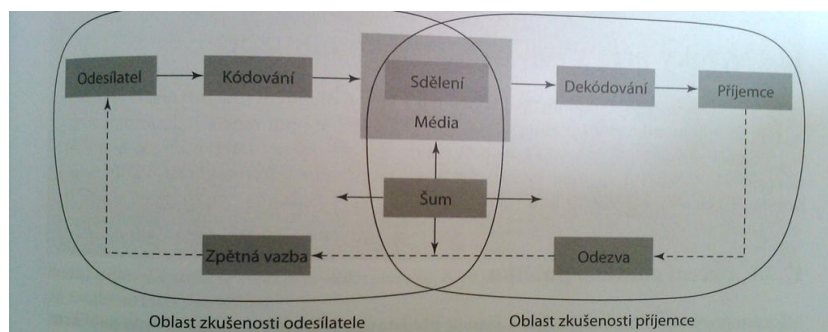 Odesílatel
Kódování
Sdělení
Média
Dekódování
Příjemce
Šum
Zpětná vazba
Odezva
Oblast zkušenosti odesílatele
Oblast zkušenosti příjemce